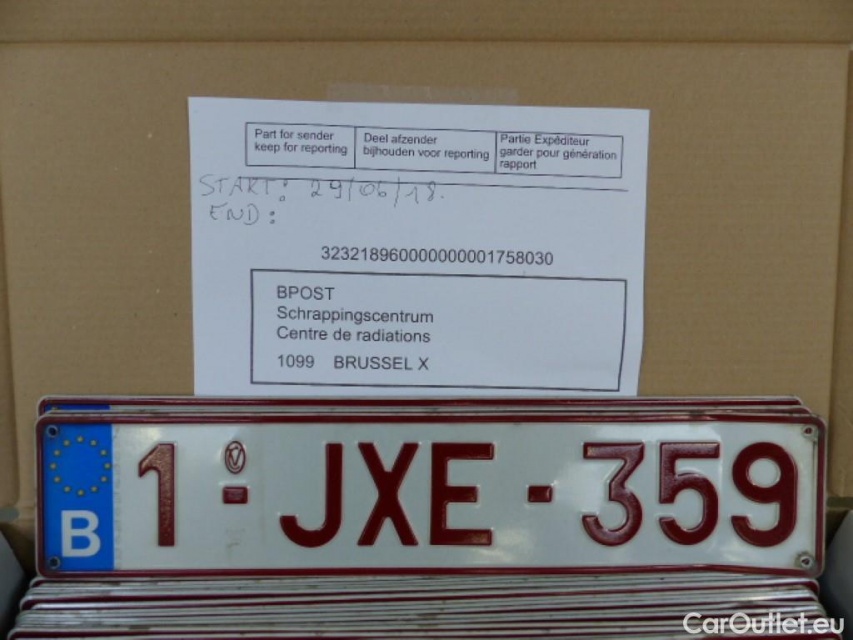 Part for sender
keep for reporting
Deel afzender
bijhouden voor reporting
Partie Expéditeur
garder pour génération
rapport
START: 29/06/18.
END:
323218960000000001758030
BPOST
Schrappingscentrum
Centre de radiations
1099 BRUSSEL X
B 1-JXE-359
CarOutlet.eu